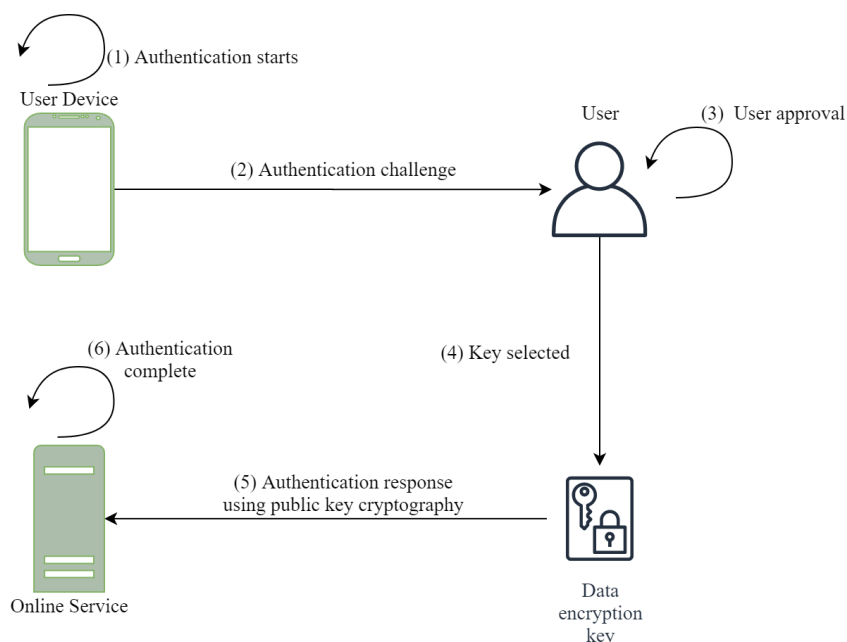 (1) Authentication starts
User Device
User
(3) User approval
(2) Authentication challenge
(4) Key selected
(6) Authentication
complete
(5) Authentication response
using public key cryptography
Online Service
Data
encryption
key